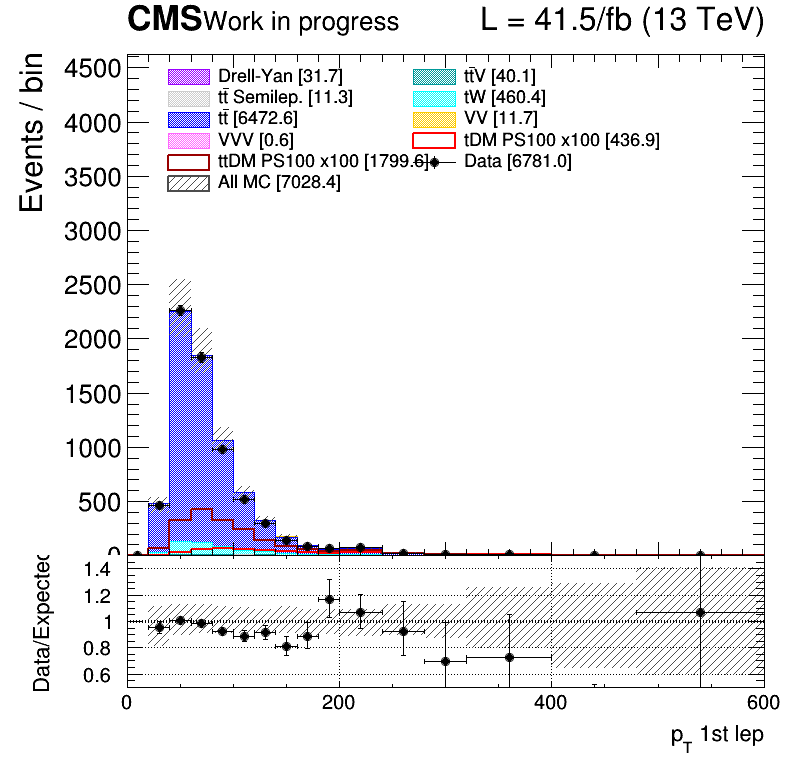 CMS Work in progress L = 41.5/fb (13 TeV)
Events / bin
4500
4000
3500
3000
2500
2000
1500
1000
500
0
Drell-Yan [31.7] tt̄V [40.1]
tt̄ Semilep. [11.3] tW [460.4]
tt̄ [6472.6] VV [11.7]
VVV [0.6] tDM PS100 x100 [436.9]
ttDM PS100 x100 [1799.6] Data [6781.0]
All MC [7028.4]
Data/Expected
1.4
1.2
1
0.8
0.6
0 200 400 600
p_T 1st lep